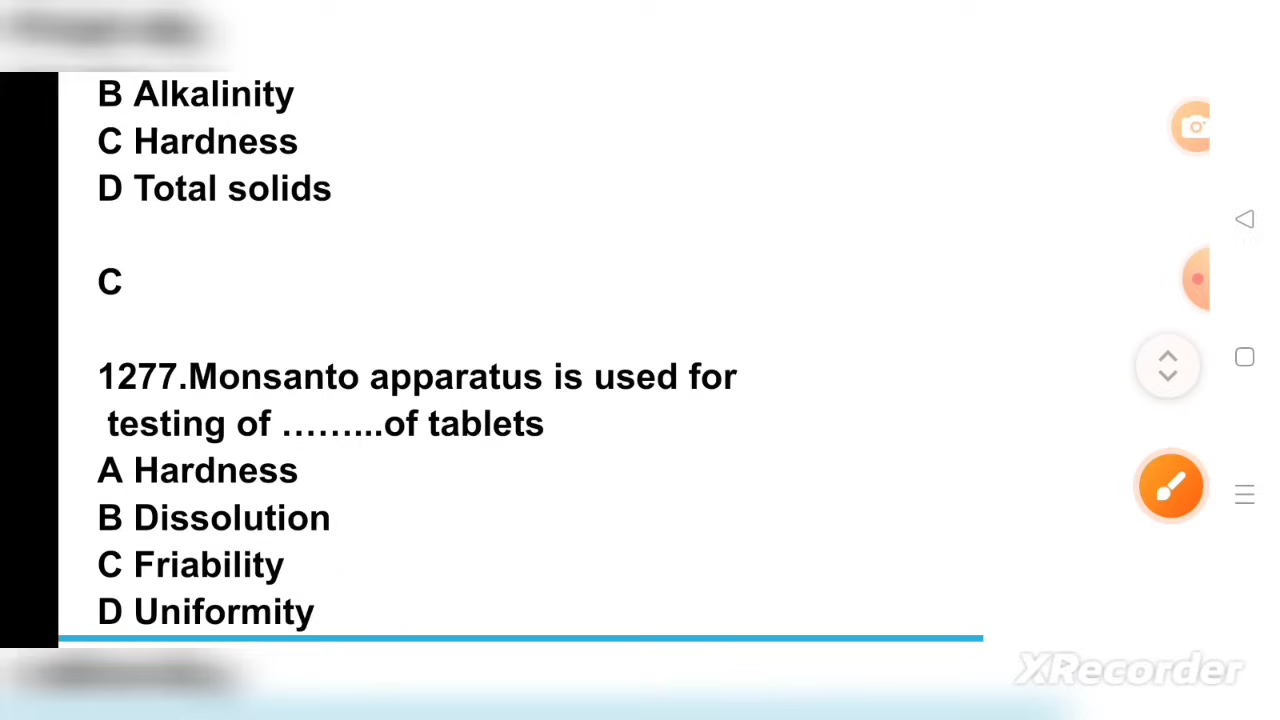 B Alkalinity
C Hardness
D Total solids
C
1277.Monsanto apparatus is used for
testing of ……...of tablets
A Hardness
B Dissolution
C Friability
D Uniformity
XRecorder